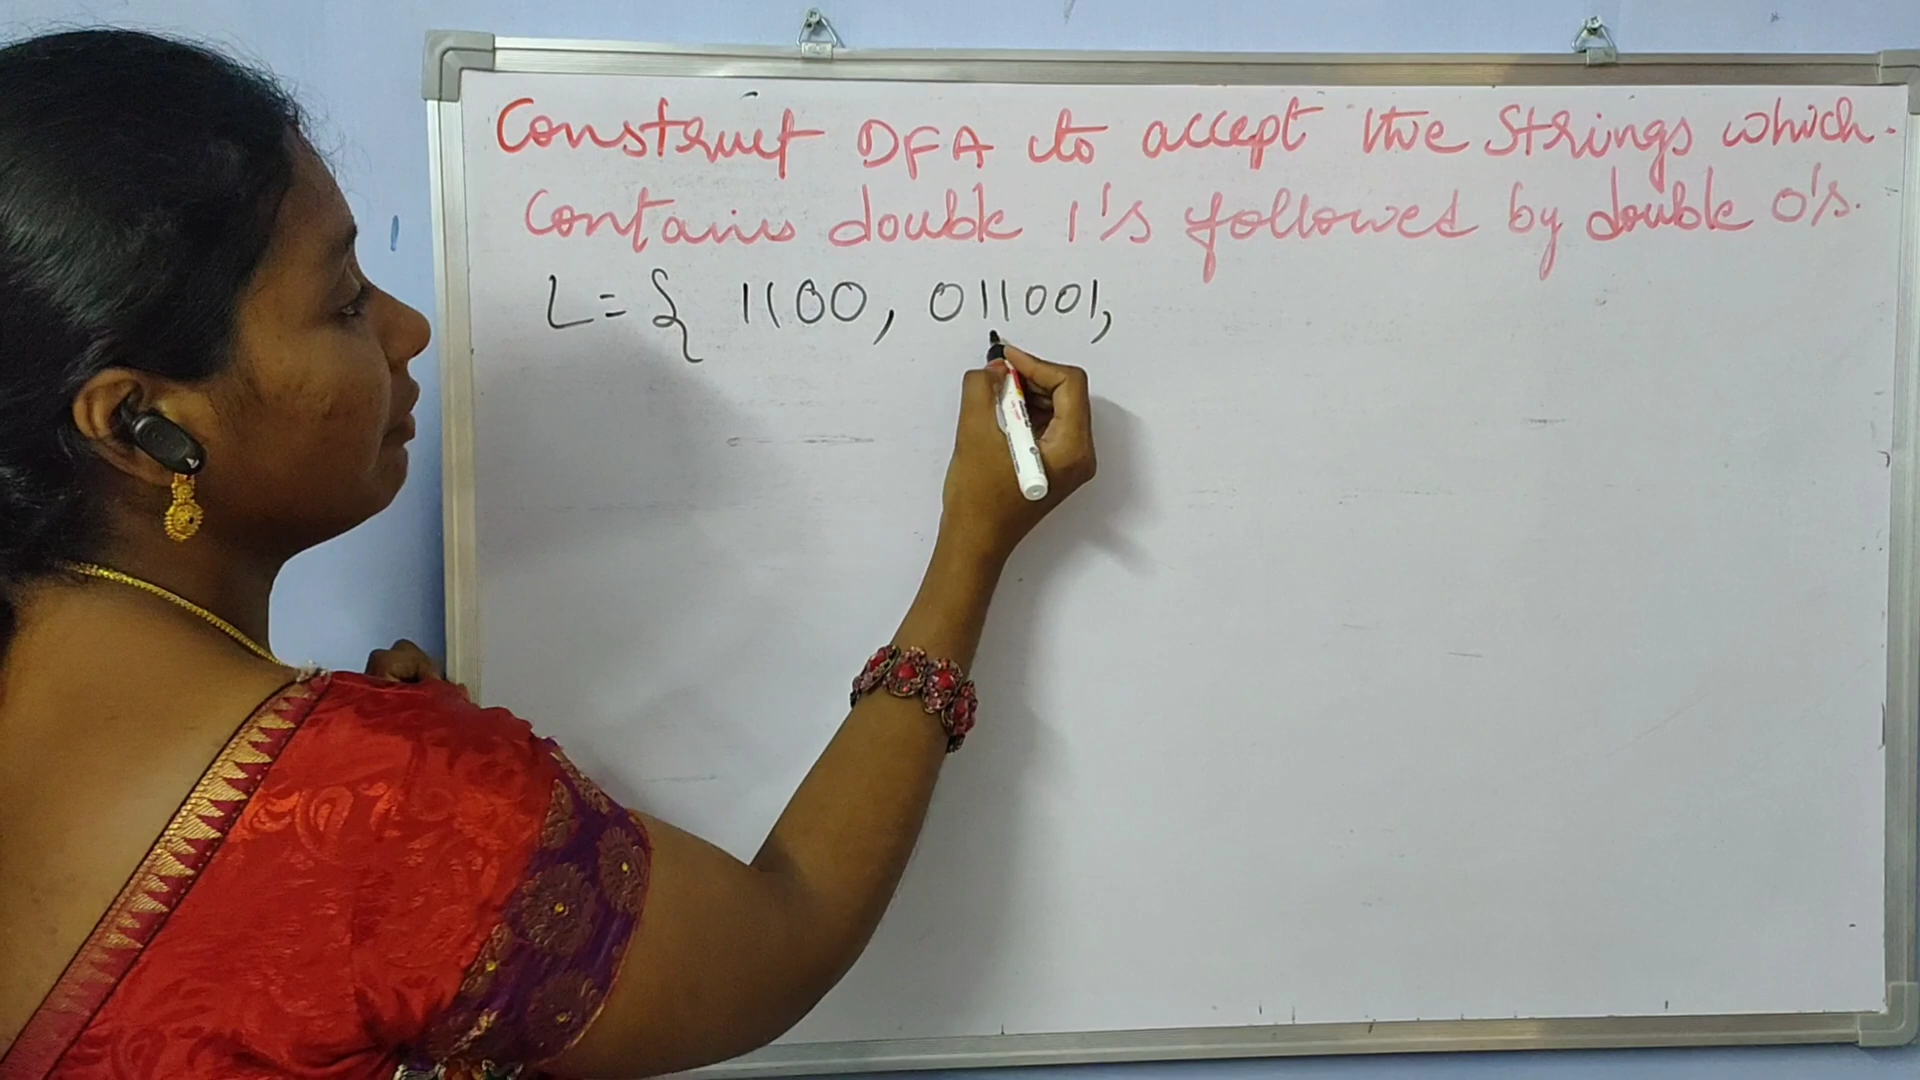 Construct DFA to accept the strings which
contains double 1's followed by double 0's.
L = { 1100, 011001,